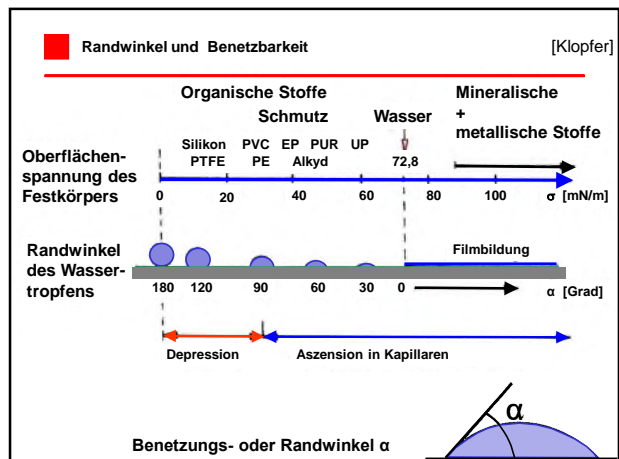 Randwinkel und Benetzbarkeit [Klopfer]
Organische Stoffe
Mineralische
+
metallische Stoffe
Schmutz Wasser
Silikon PVC EP PUR UP
PTFE PE Alkyd 72,8
Oberflächen-
spannung des
Festkörpers
0 20 40 60 80 100 σ [mN/m]
Randwinkel
des Wasser-
tropfens
Filmbildung
180 120 90 60 30 0 α [Grad]
Depression Aszension in Kapillaren
α
Benetzungs- oder Randwinkel α